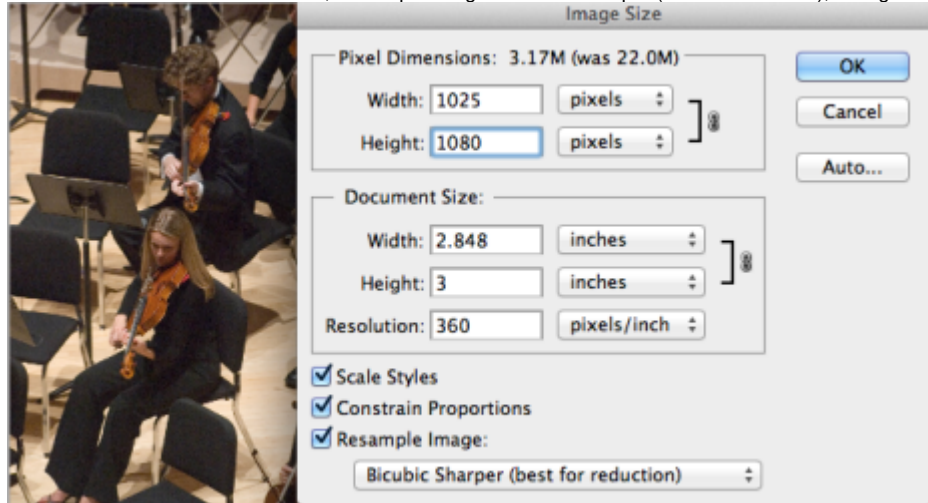 Image Size
Pixel Dimensions: 3.17M (was 22.0M)
Width: 1025 pixels
Height: 1080 pixels
OK
Cancel
Auto...
Document Size:
Width: 2.848 inches
Height: 3 inches
Resolution: 360 pixels/inch
Scale Styles
Constrain Proportions
Resample Image:
Bicubic Sharper (best for reduction)